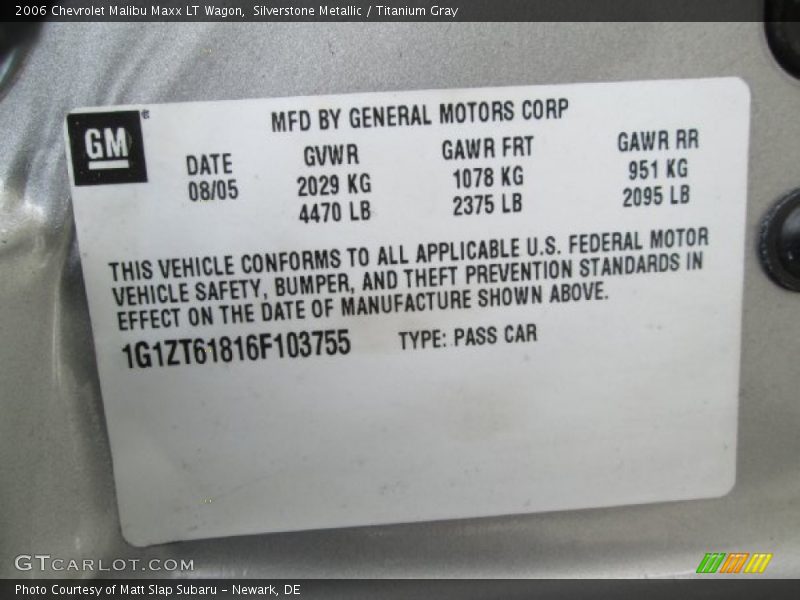 2006 Chevrolet Malibu Maxx LT Wagon,  Silverstone Metallic / Titanium Gray
GM®
MFD BY GENERAL MOTORS CORP
DATE GVWR GAWR FRT GAWR RR
08/05 2029 KG 1078 KG 951 KG
4470 LB 2375 LB 2095 LB
THIS VEHICLE CONFORMS TO ALL APPLICABLE U.S. FEDERAL MOTOR
VEHICLE SAFETY, BUMPER, AND THEFT PREVENTION STANDARDS IN
EFFECT ON THE DATE OF MANUFACTURE SHOWN ABOVE.
1G1ZT61816F103755 TYPE: PASS CAR
GTCARLOT.COM
Photo Courtesy of Matt Slap Subaru - Newark, DE